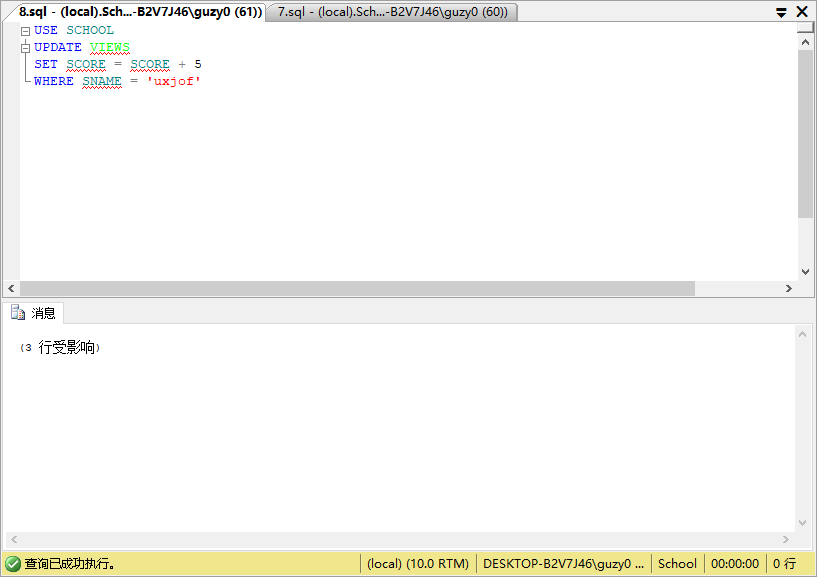 8.sql - (local).Sch...-B2V7J46\guzy0 (61))
7.sql - (local).Sch...-B2V7J46\guzy0 (60))
USE SCHOOL
UPDATE VIEWS
SET SCORE = SCORE + 5
WHERE SNAME = 'uxjof'
消息
(3 行受影响)
查询已成功执行。
(local) (10.0 RTM)
DESKTOP-B2V7J46\guzy0 ...
School
00:00:00
0 行